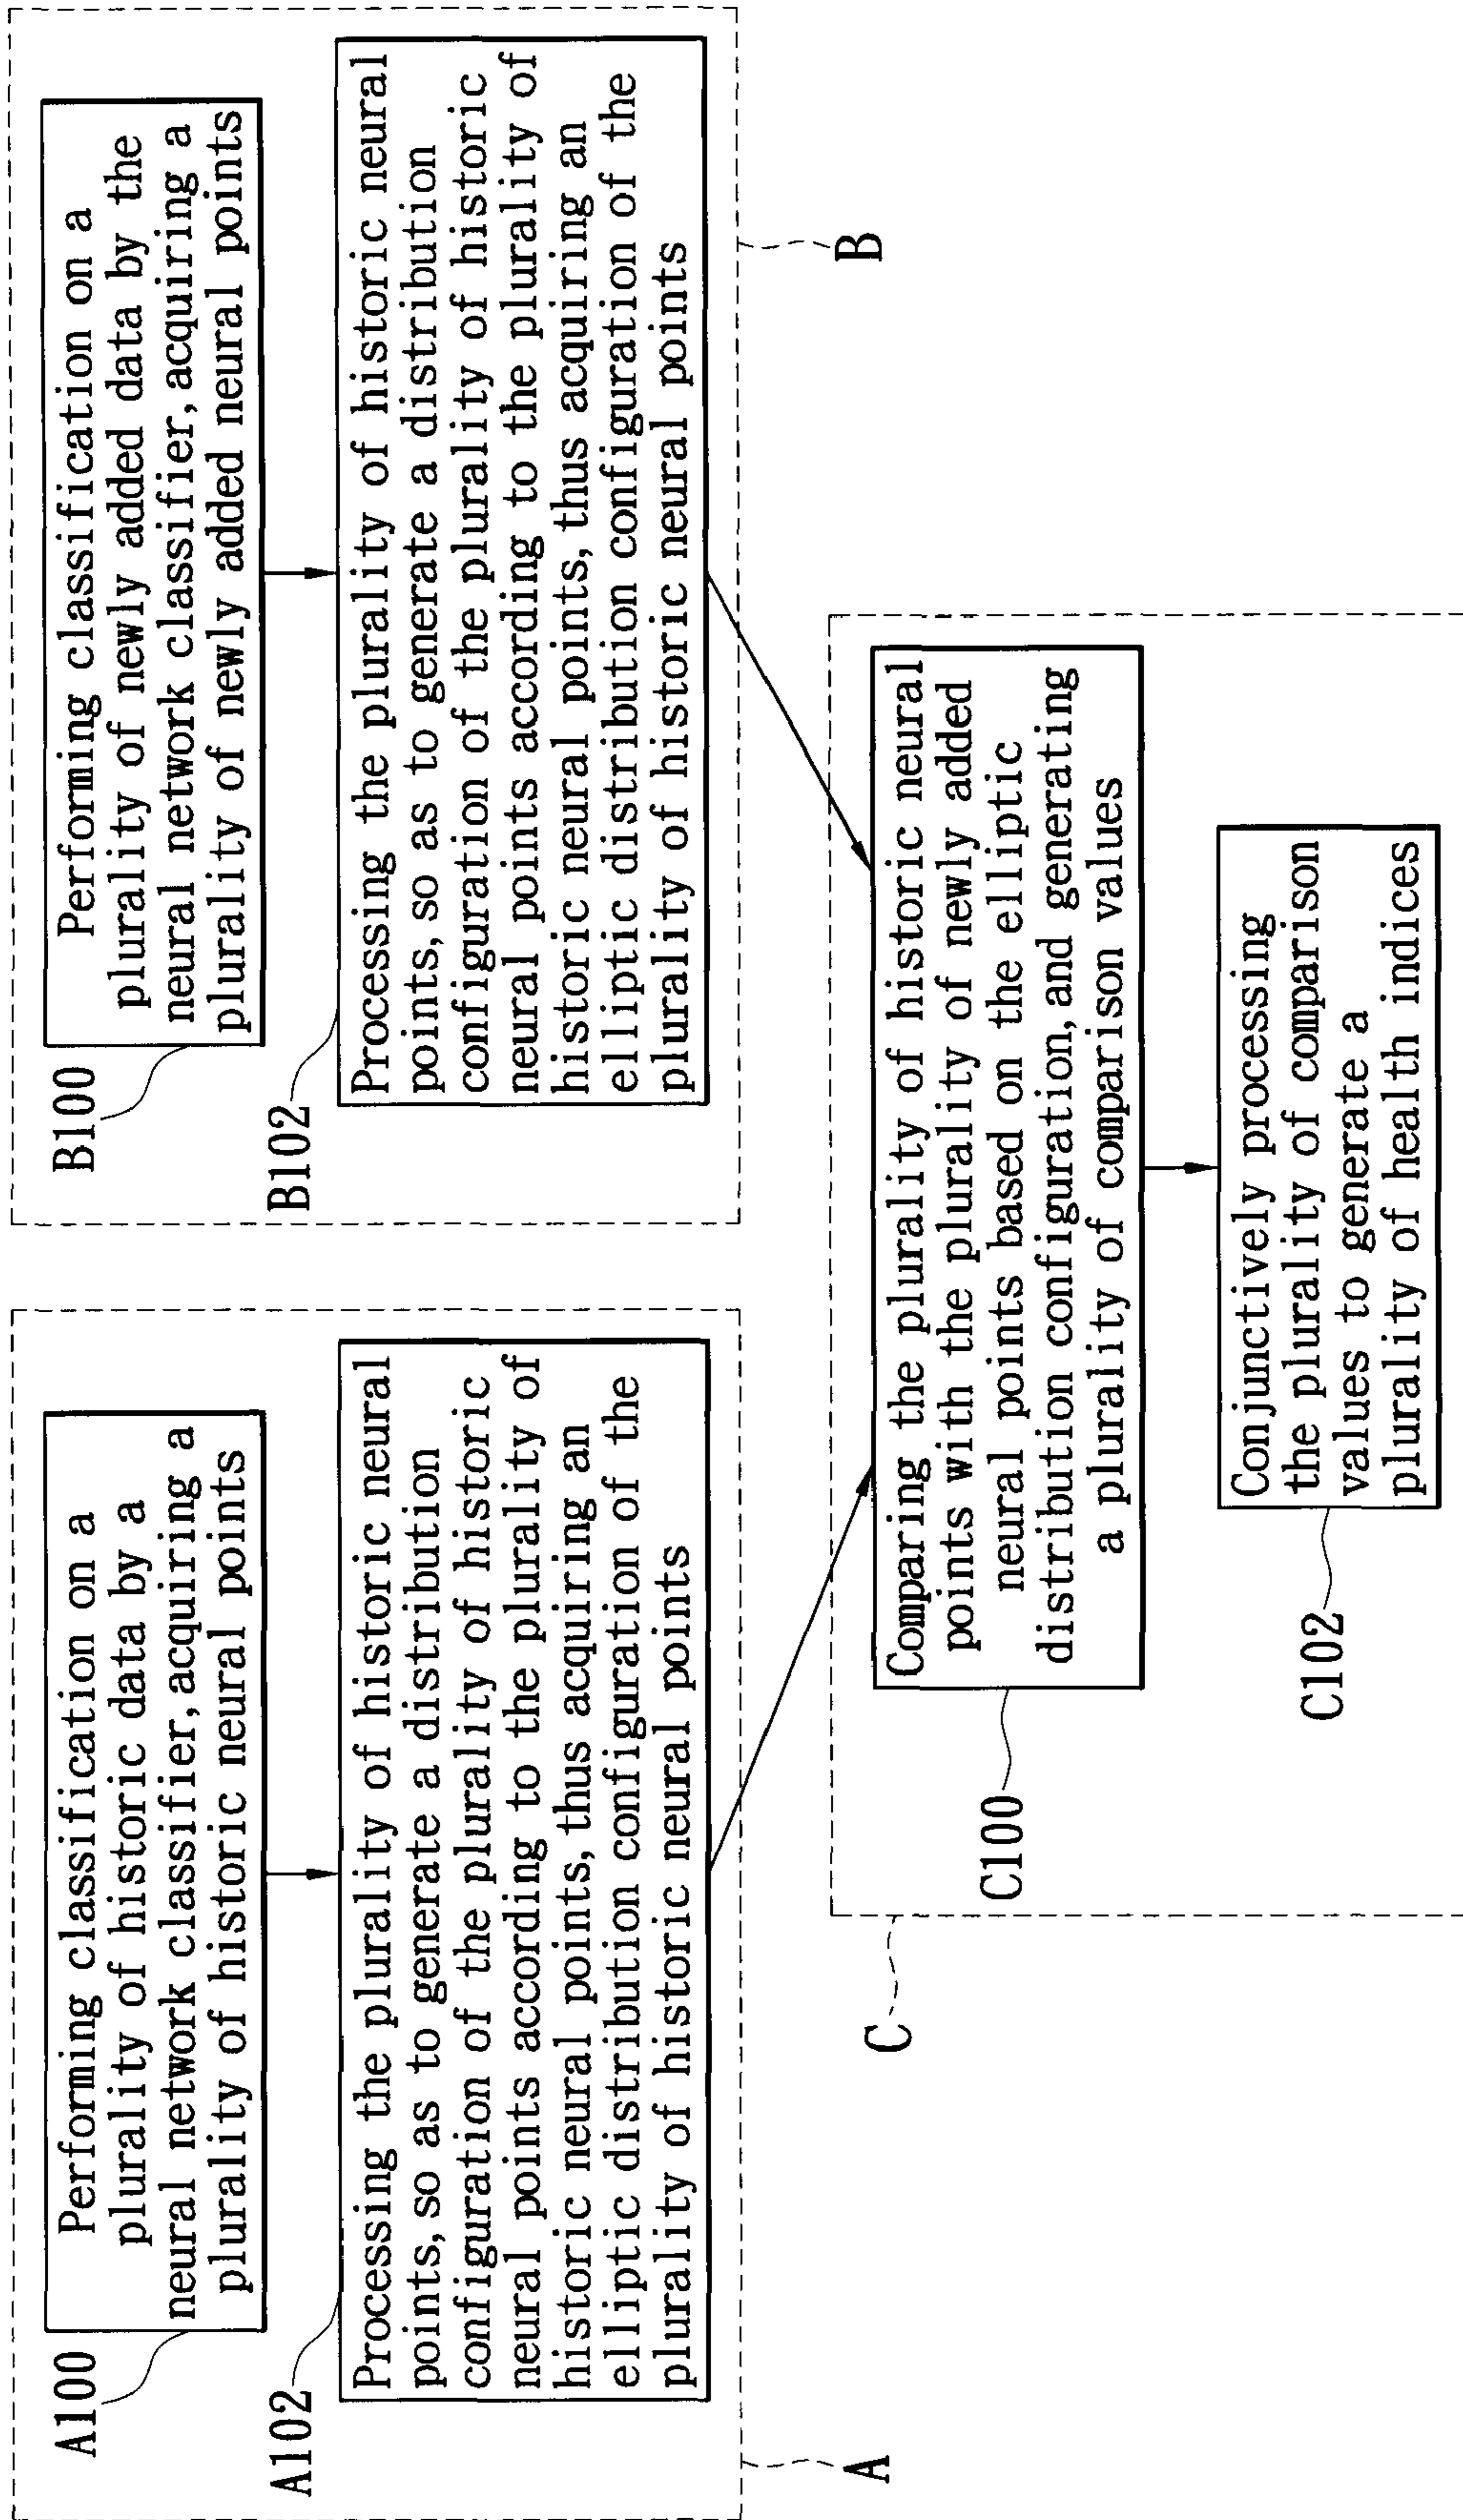 A100
Performing classification on a
plurality of historic data by a
neural network classifier, acquiring a
plurality of historic neural points
A102
Processing the plurality of historic neural
points, so as to generate a distribution
configuration of the plurality of historic
neural points according to the plurality of
historic neural points, thus acquiring an
elliptic distribution configuration of the
plurality of historic neural points
A
B100
Performing classification on a
plurality of newly added data by the
neural network classifier, acquiring a
plurality of newly added neural points
B102
Processing the plurality of historic neural
points, so as to generate a distribution
configuration of the plurality of historic
neural points according to the plurality of
historic neural points, thus acquiring an
elliptic distribution configuration of the
plurality of historic neural points
B
C
C100
Comparing the plurality of historic neural
points with the plurality of newly added
neural points based on the elliptic
distribution configuration, and generating
a plurality of comparison values
C102
Conjunctively processing
the plurality of comparison
values to generate a
plurality of health indices